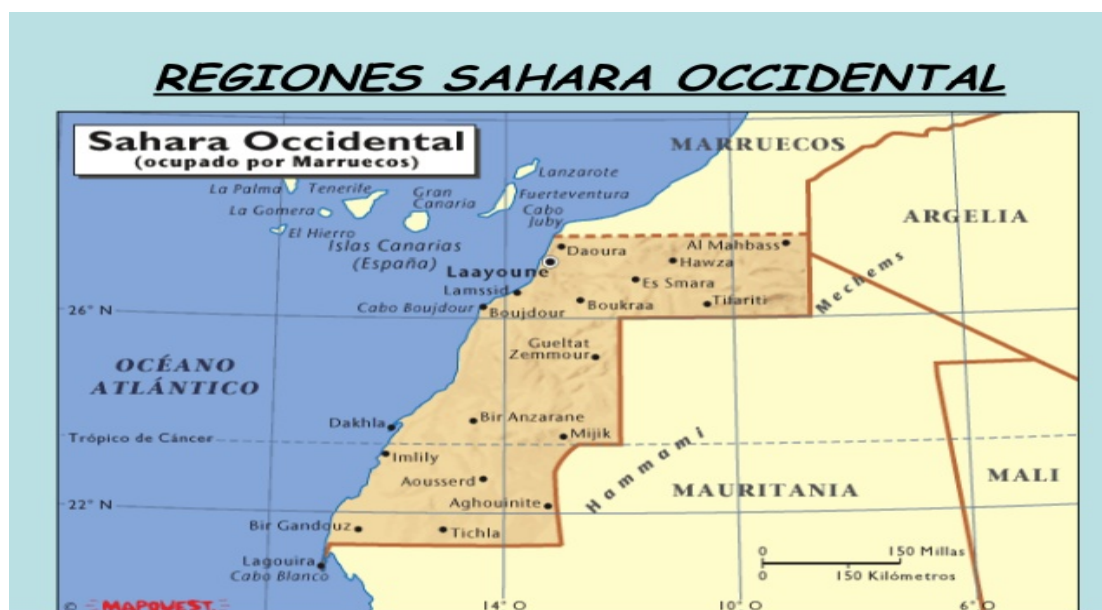 REGIONES SAHARA OCCIDENTAL
Sahara Occidental
(ocupado por Marruecos)
MARRUECOS
Lanzarote
La Palma
Tenerife
Gran
Canaria
Fuerteventura
La Gomera
Cabo
Juby
ARGELIA
El Hierro
Islas Canarias
(España)
Daoura
Al Mahbass
Hawza
Laayoune
Lamssid
Es Smara
Mechems
Cabo Boujdour
Boujdour
Boukraa
Tifariti
26° N
Gueltat
Zemmour
OCÉANO
ATLÁNTICO
Dakhla
Bir Anzarane
Mijik
Trópico de Cáncer
Imlily
Hammami
Aousserd
MAURITANIA
MALI
Aghouinite
22° N
Bir Gandouz
Tichla
Lagouira
Cabo Blanco
0 150 Millas
0 150 Kilómetros
© MAPQUEST
14° O
10° O
6° O